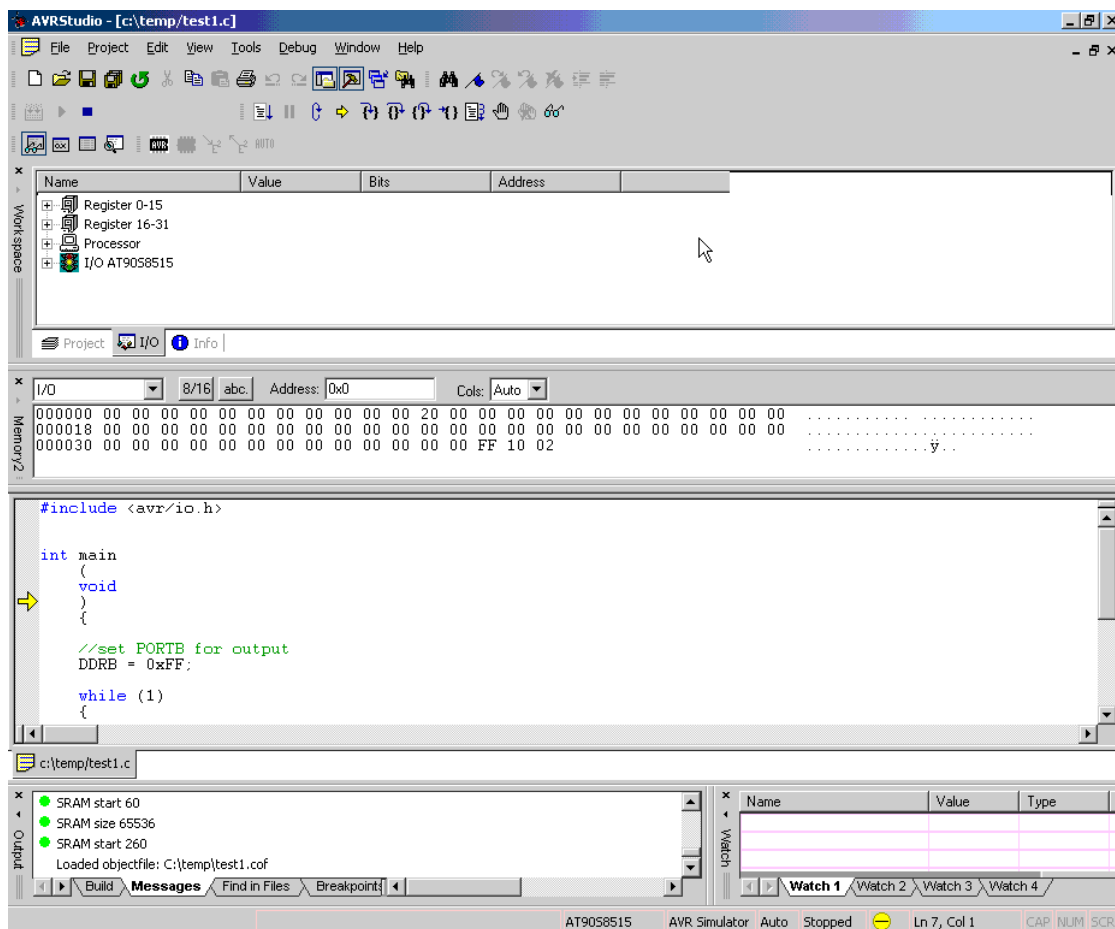 AVRStudio - [c:\temp/test1.c]
File Project Edit View Tools Debug Window Help
AVR AUTO
Workspace
Name Value Bits Address
Register 0-15
Register 16-31
Processor
I/O AT90S8515
Project I/O Info
Memory2
I/O 8/16 abc. Address: 0x0 Cols: Auto
000000 00 00 00 00 00 00 00 00 00 00 00 20 00 00 00 00 00 00 00 00 00 00 00 00 ........... ............
000018 00 00 00 00 00 00 00 00 00 00 00 00 00 00 00 00 00 00 00 00 00 00 00 00 ........................
000030 00 00 00 00 00 00 00 00 00 00 00 00 00 FF 10 02 .............ÿ..
#include <avr/io.h>
int main
(
void
)
{
//set PORTB for output
DDRB = 0xFF;
while (1)
{
c:\temp/test1.c
Output
SRAM start 60
SRAM size 65536
SRAM start 260
Loaded objectfile: C:\temp\test1.cof
Build Messages Find in Files Breakpoints
Watch
Name Value Type
Watch 1 Watch 2 Watch 3 Watch 4
AT90S8515 AVR Simulator Auto Stopped Ln 7, Col 1 CAP NUM SCR